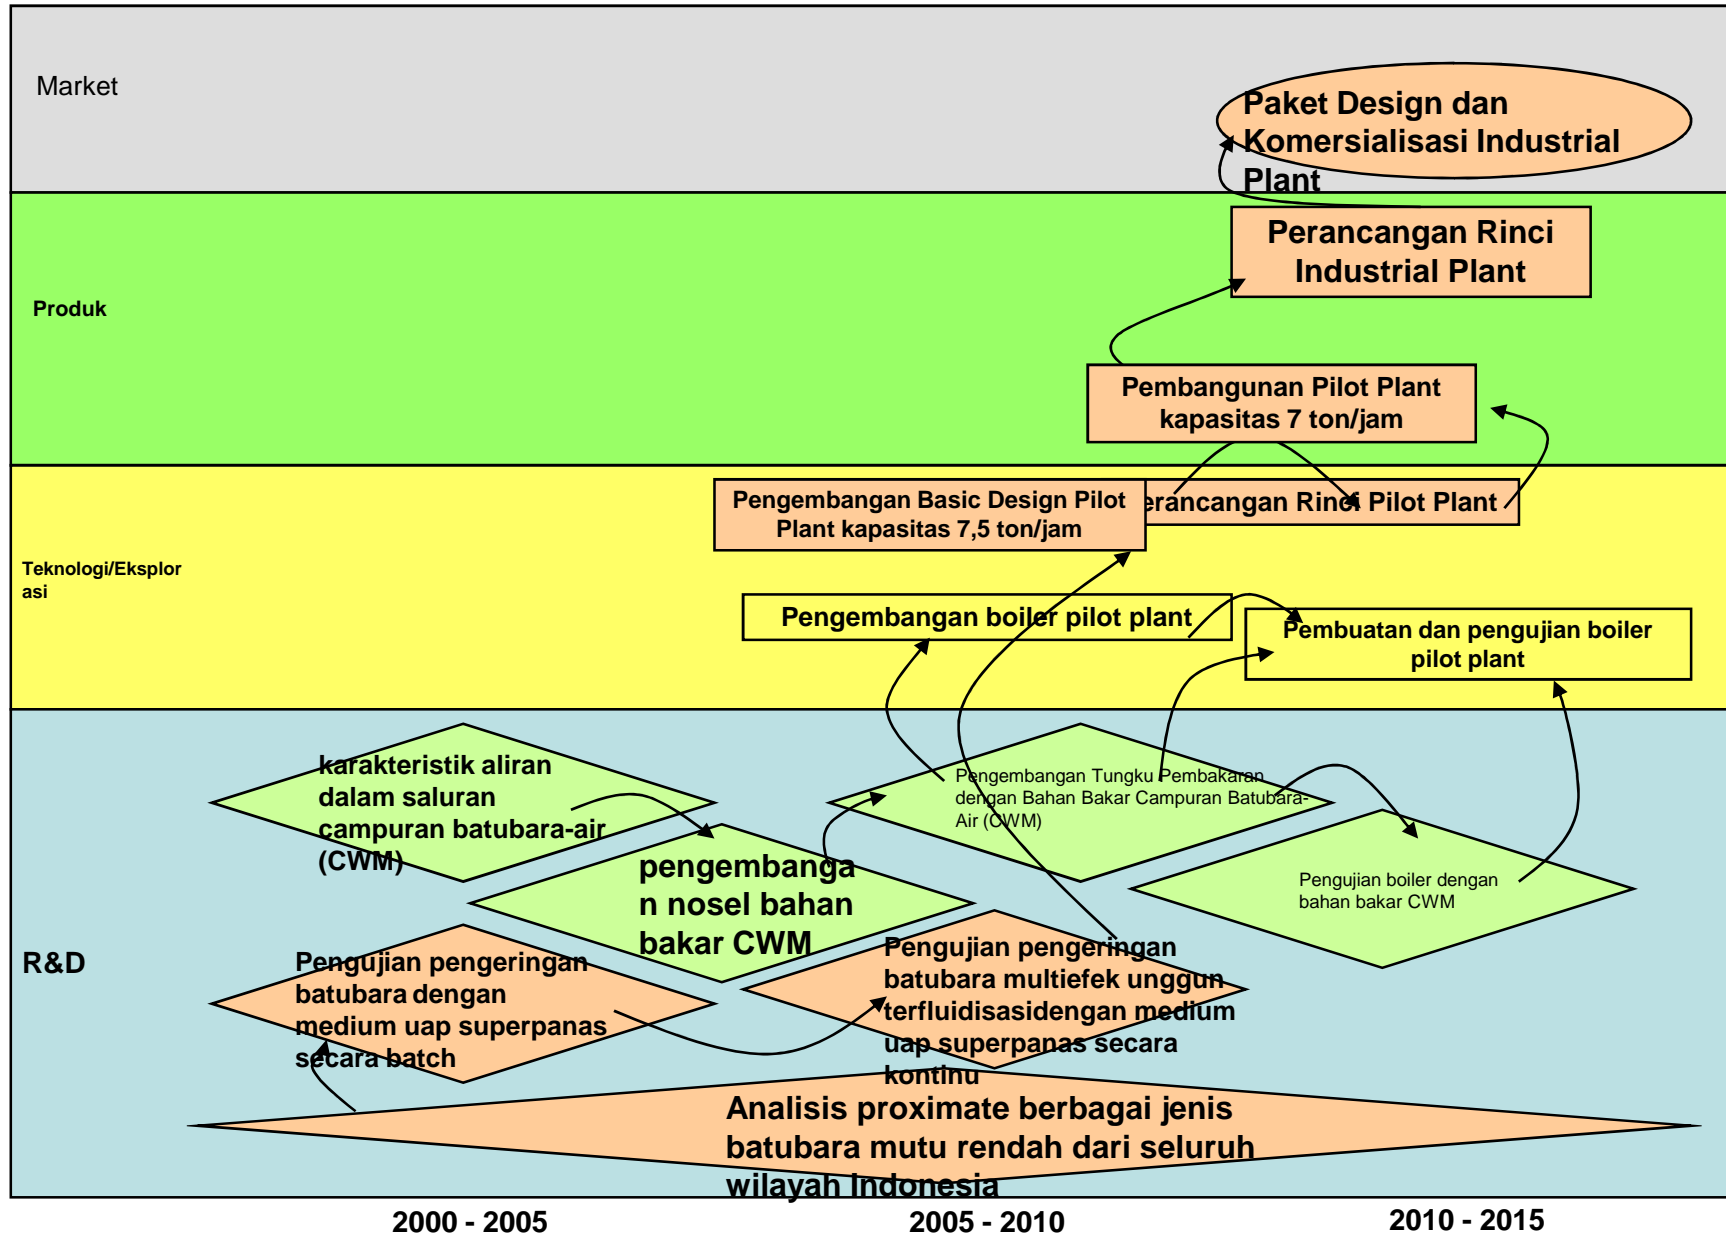 Market
Paket Design dan
Komersialisasi Industrial
Plant
Perancangan Rinci
Industrial Plant
Produk
Pembangunan Pilot Plant
kapasitas 7 ton/jam
Pengembangan Basic Design Pilot
Plant kapasitas 7,5 ton/jam
erancangan Rinci Pilot Plant
Teknologi/Eksplor
asi
Pengembangan boiler pilot plant
Pembuatan dan pengujian boiler
pilot plant
karakteristik aliran
dalam saluran
campuran batubara-air
(CWM)
Pengembangan Tungku Pembakaran
dengan Bahan Bakar Campuran Batubara-
Air (CWM)
pengembanga
n nosel bahan
bakar CWM
Pengujian boiler dengan
bahan bakar CWM
R&D
Pengujian pengeringan
batubara dengan
medium uap superpanas
secara batch
Pengujian pengeringan
batubara multiefek unggun
terfluidisasidengan medium
uap superpanas secara
kontinu
Analisis proximate berbagai jenis
batubara mutu rendah dari seluruh
wilayah Indonesia
2000 - 2005
2005 - 2010
2010 - 2015